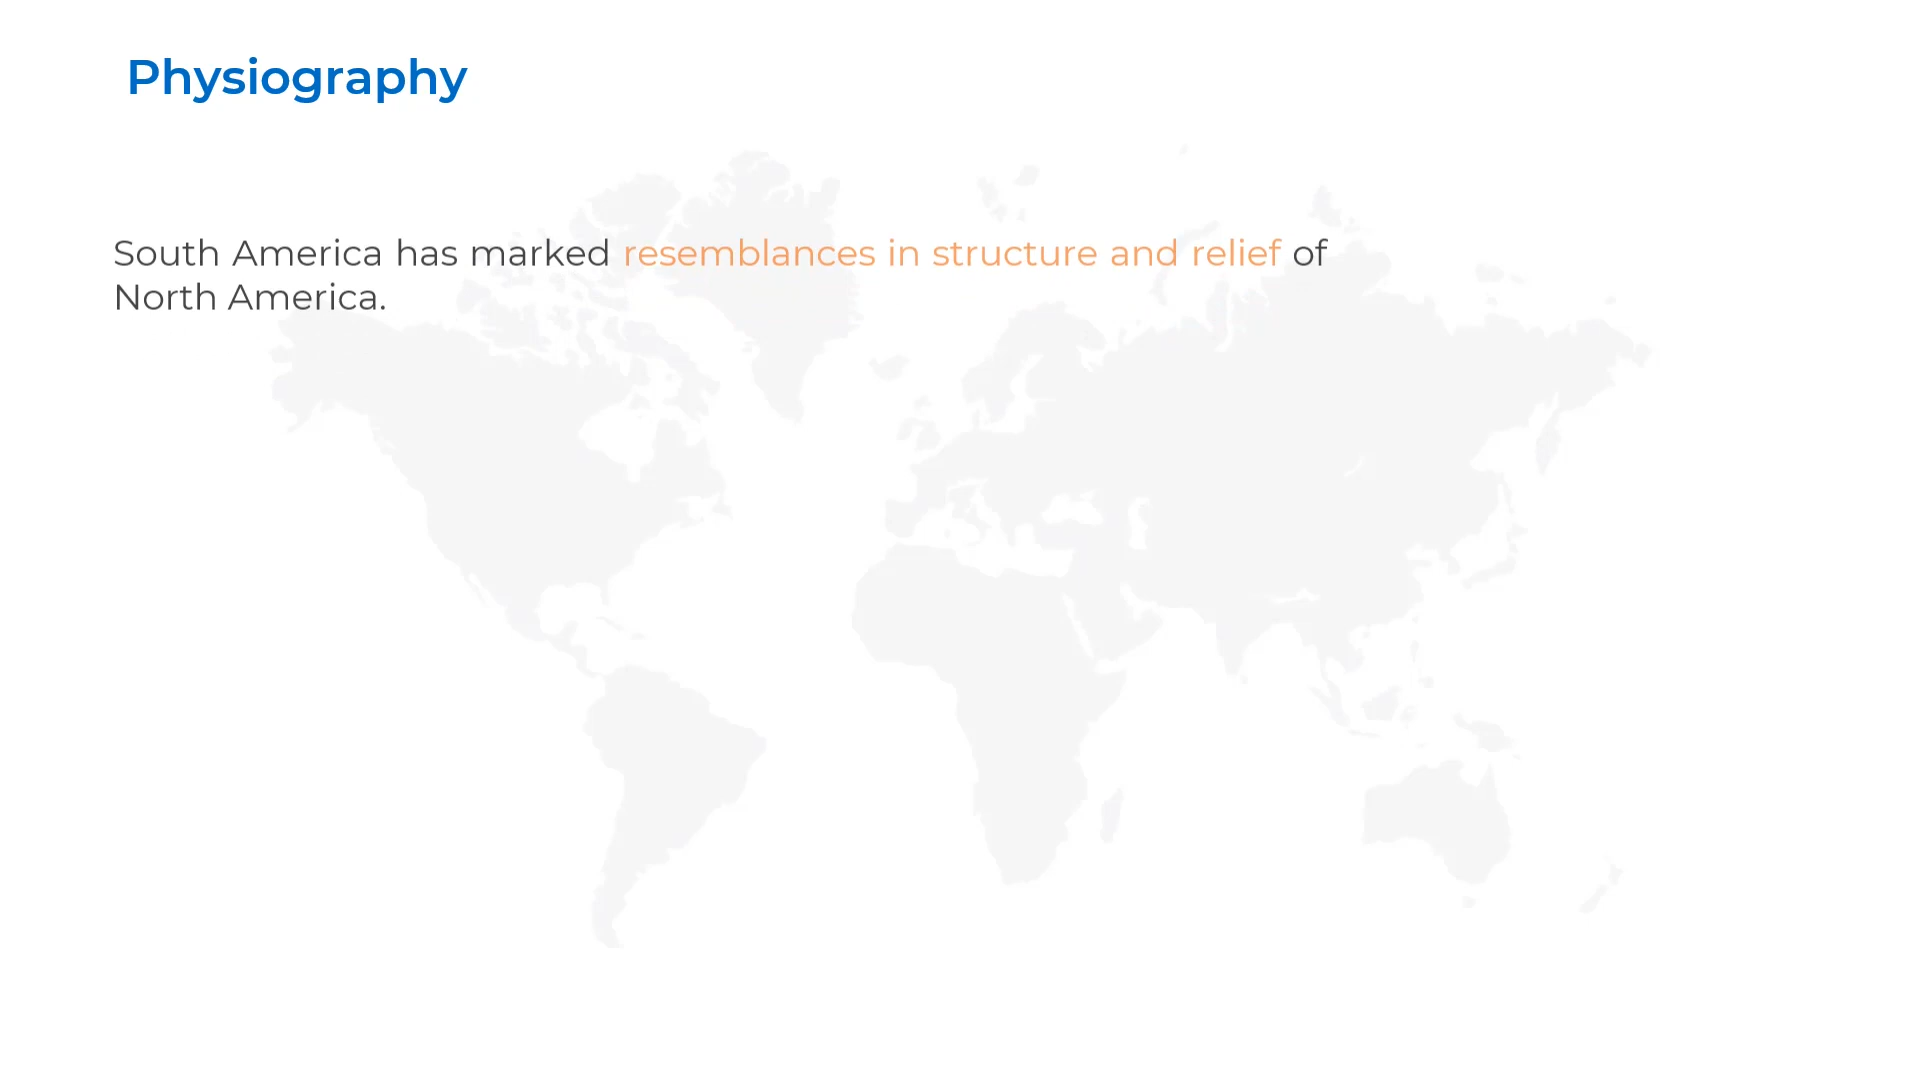 Physiography
South America has marked resemblances in structure and relief of
North America.